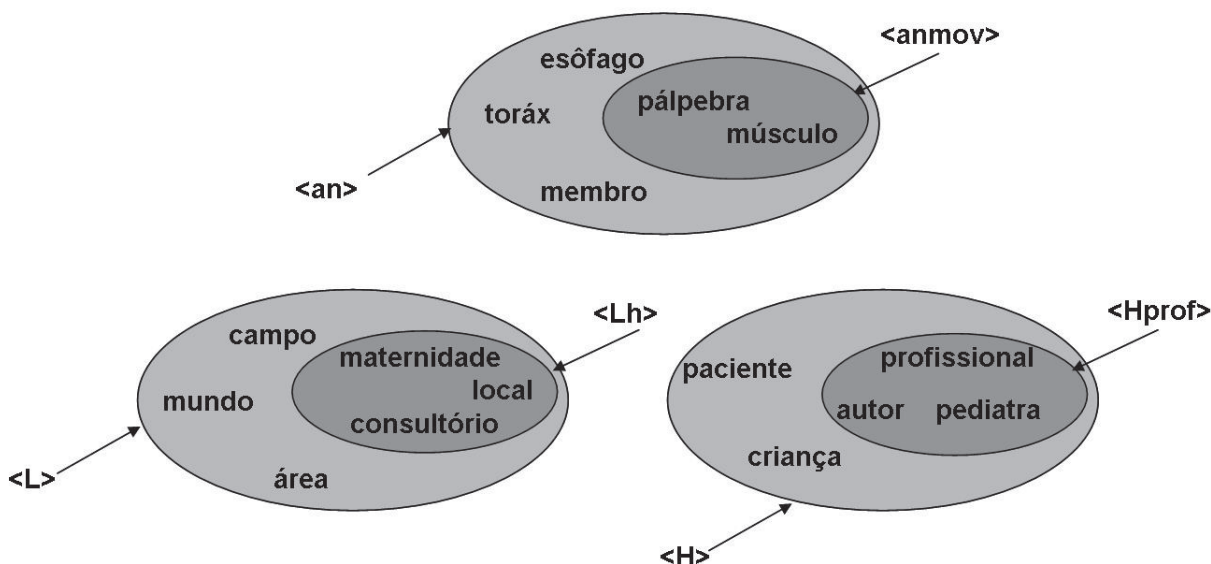 <anmov>
esôfago
pálpebra
toráx
músculo
<an>
membro
<Lh>
<Hprof>
campo
maternidade
local
mundo
consultório
área
<L>
profissional
paciente
autor pediatra
criança
<H>